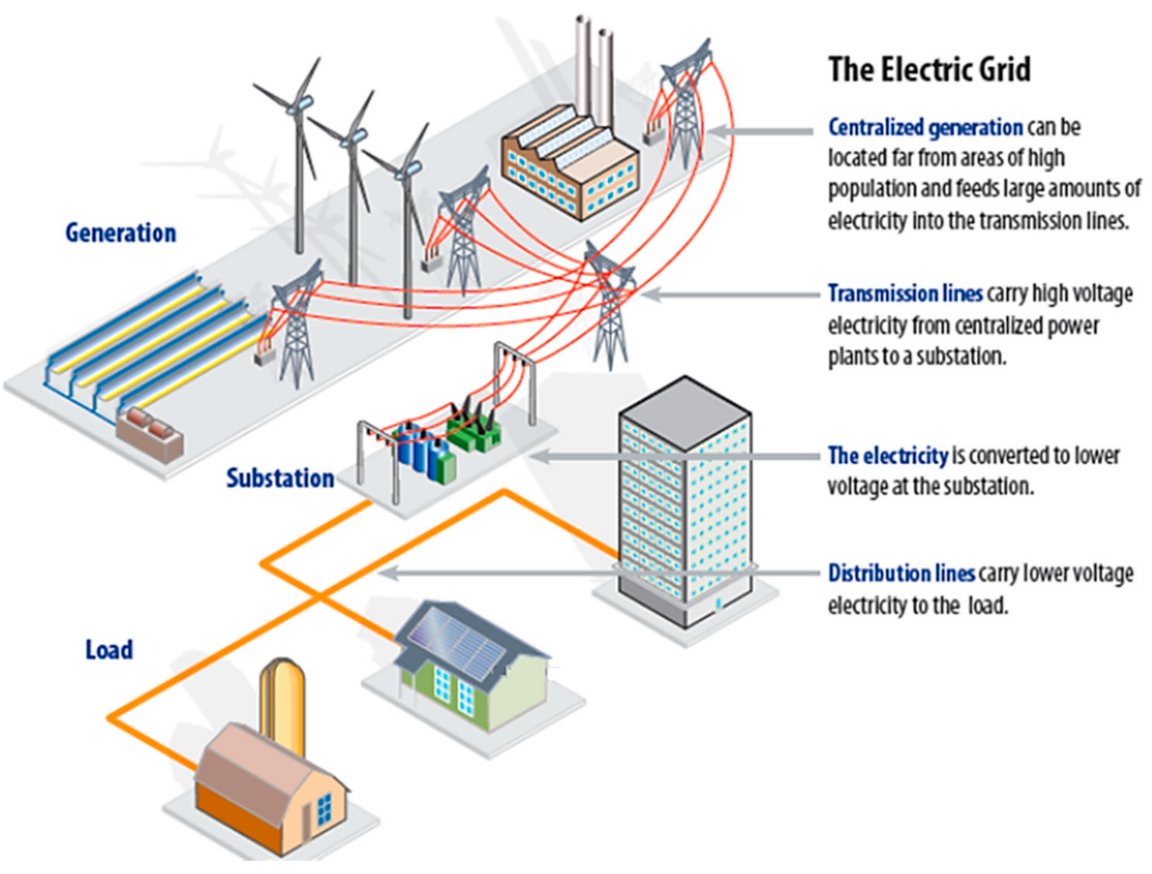 The Electric Grid
Centralized generation can be
located far from areas of high
population and feeds large amounts of
electricity into the transmission lines.
Generation
Transmission lines carry high voltage
electricity from centralized power
plants to a substation.
The electricity is converted to lower
voltage at the substation.
Substation
Distribution lines carry lower voltage
electricity to the load.
Load